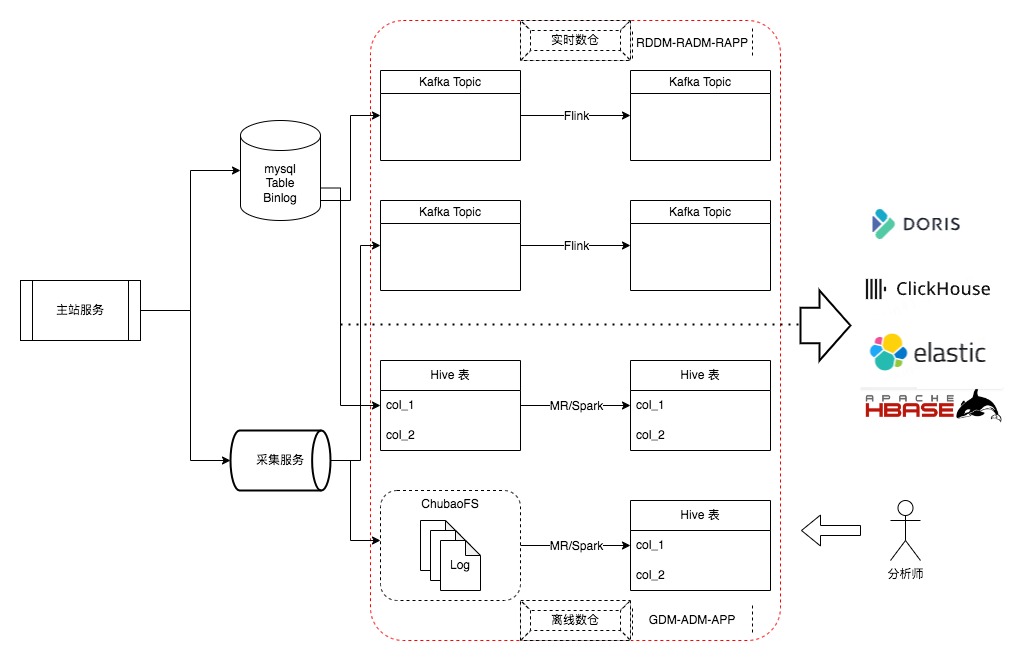 实时数仓
RDDM-RADM-RAPP
Kafka Topic
Kafka Topic
Flink
mysql
Table
Binlog
Kafka Topic
Kafka Topic
Flink
DORIS
ClickHouse
主站服务
elastic
Hive 表
Hive 表
APACHE
HBASE
col_1
MR/Spark
col_1
col_2
col_2
采集服务
ChubaoFS
Hive 表
Log
MR/Spark
col_1
col_2
分析师
离线数仓
GDM-ADM-APP